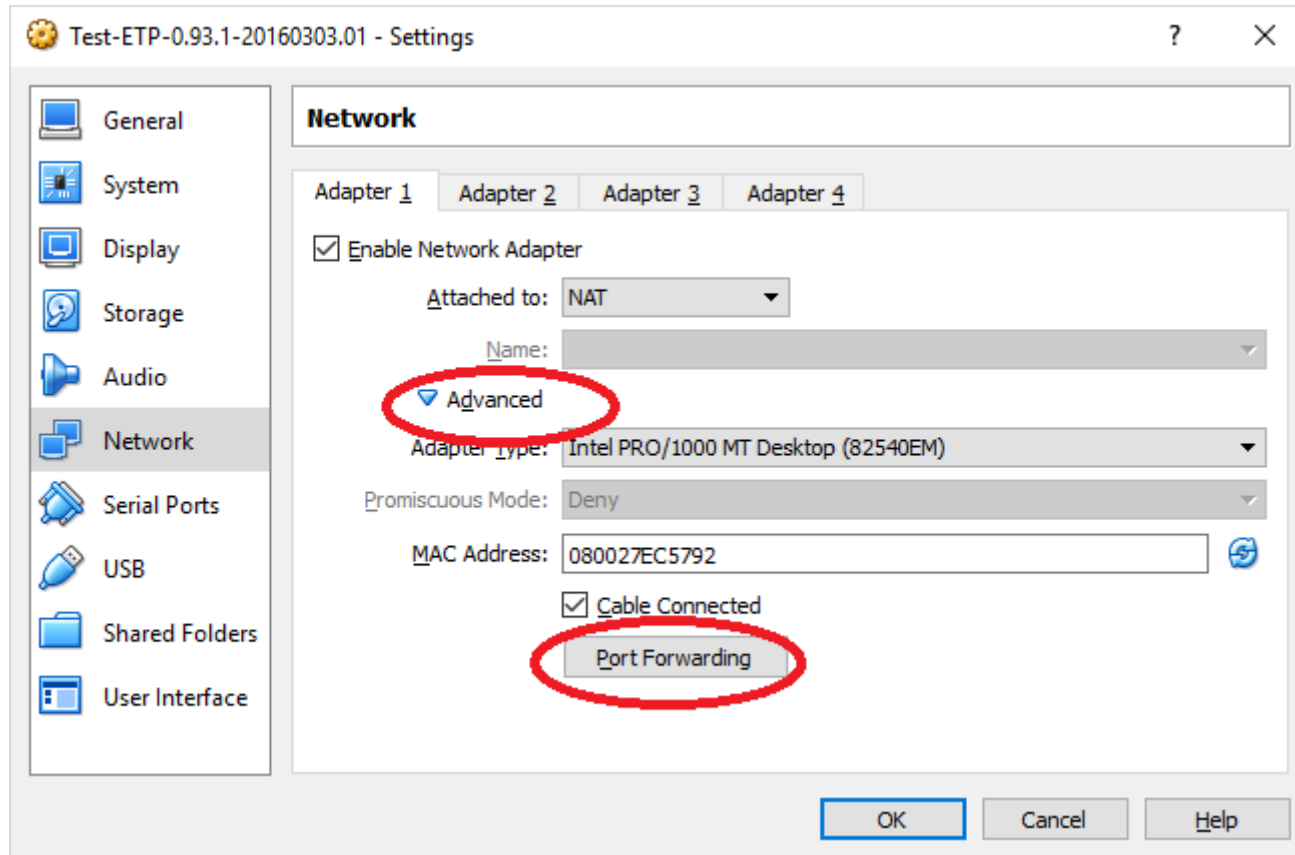 Test-ETP-0.93.1-20160303.01 - Settings
?
General
System
Display
Storage
Audio
Network
Serial Ports
USB
Shared Folders
User Interface
Network
Adapter 1 Adapter 2 Adapter 3 Adapter 4
Enable Network Adapter
Attached to: NAT
Name:
Advanced
Adapter Type: Intel PRO/1000 MT Desktop (82540EM)
Promiscuous Mode: Deny
MAC Address: 080027EC5792
Cable Connected
Port Forwarding
OK Cancel Help